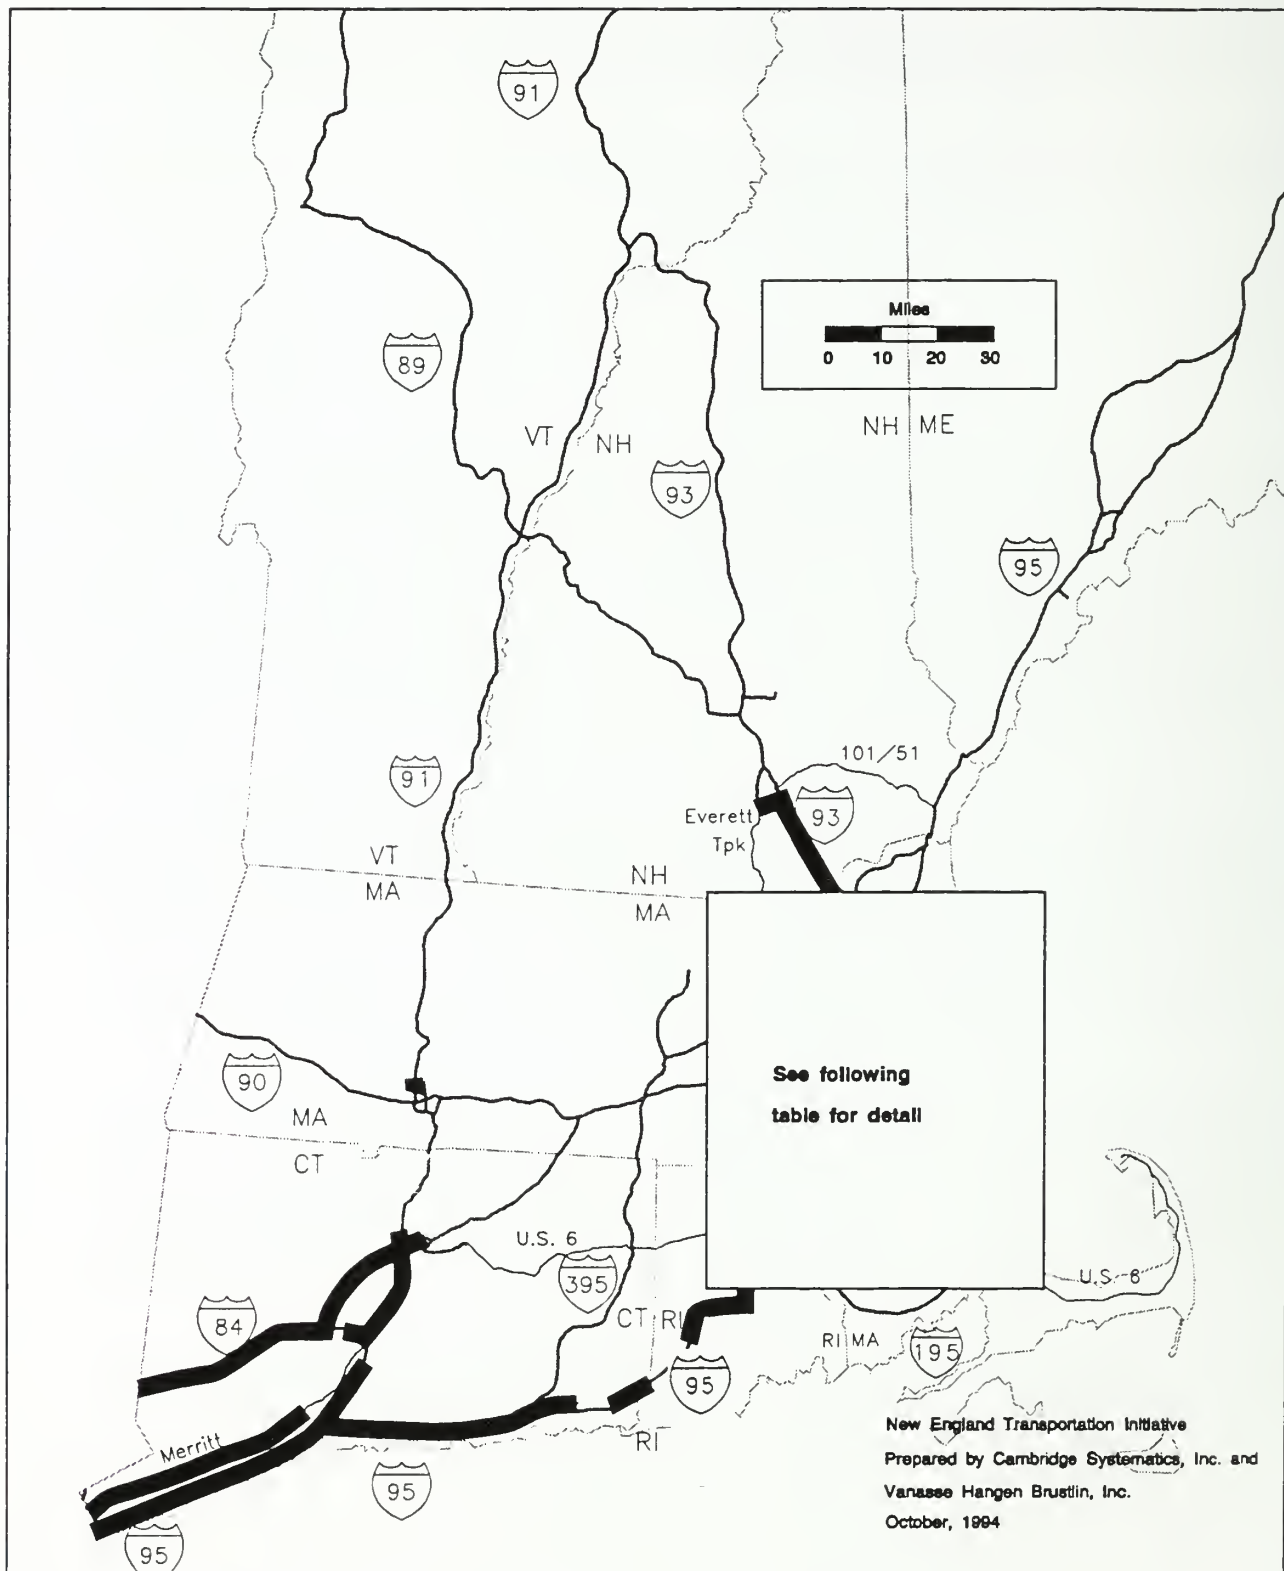 91
Miles
0 10 20 30
89
VT NH
NH ME
93
95
101/51
91
Everett
Tpk
93
VT
MA
NH
MA
90
MA
CT
See following
table for detail
U.S. 6
395
U.S. 6
84
CT RI
RI MA
195
95
Merritt
RI
95
95
New England Transportation Initiative
Prepared by Cambridge Systematics, Inc. and
Vanasse Hangen Brustlin, Inc.
October, 1994